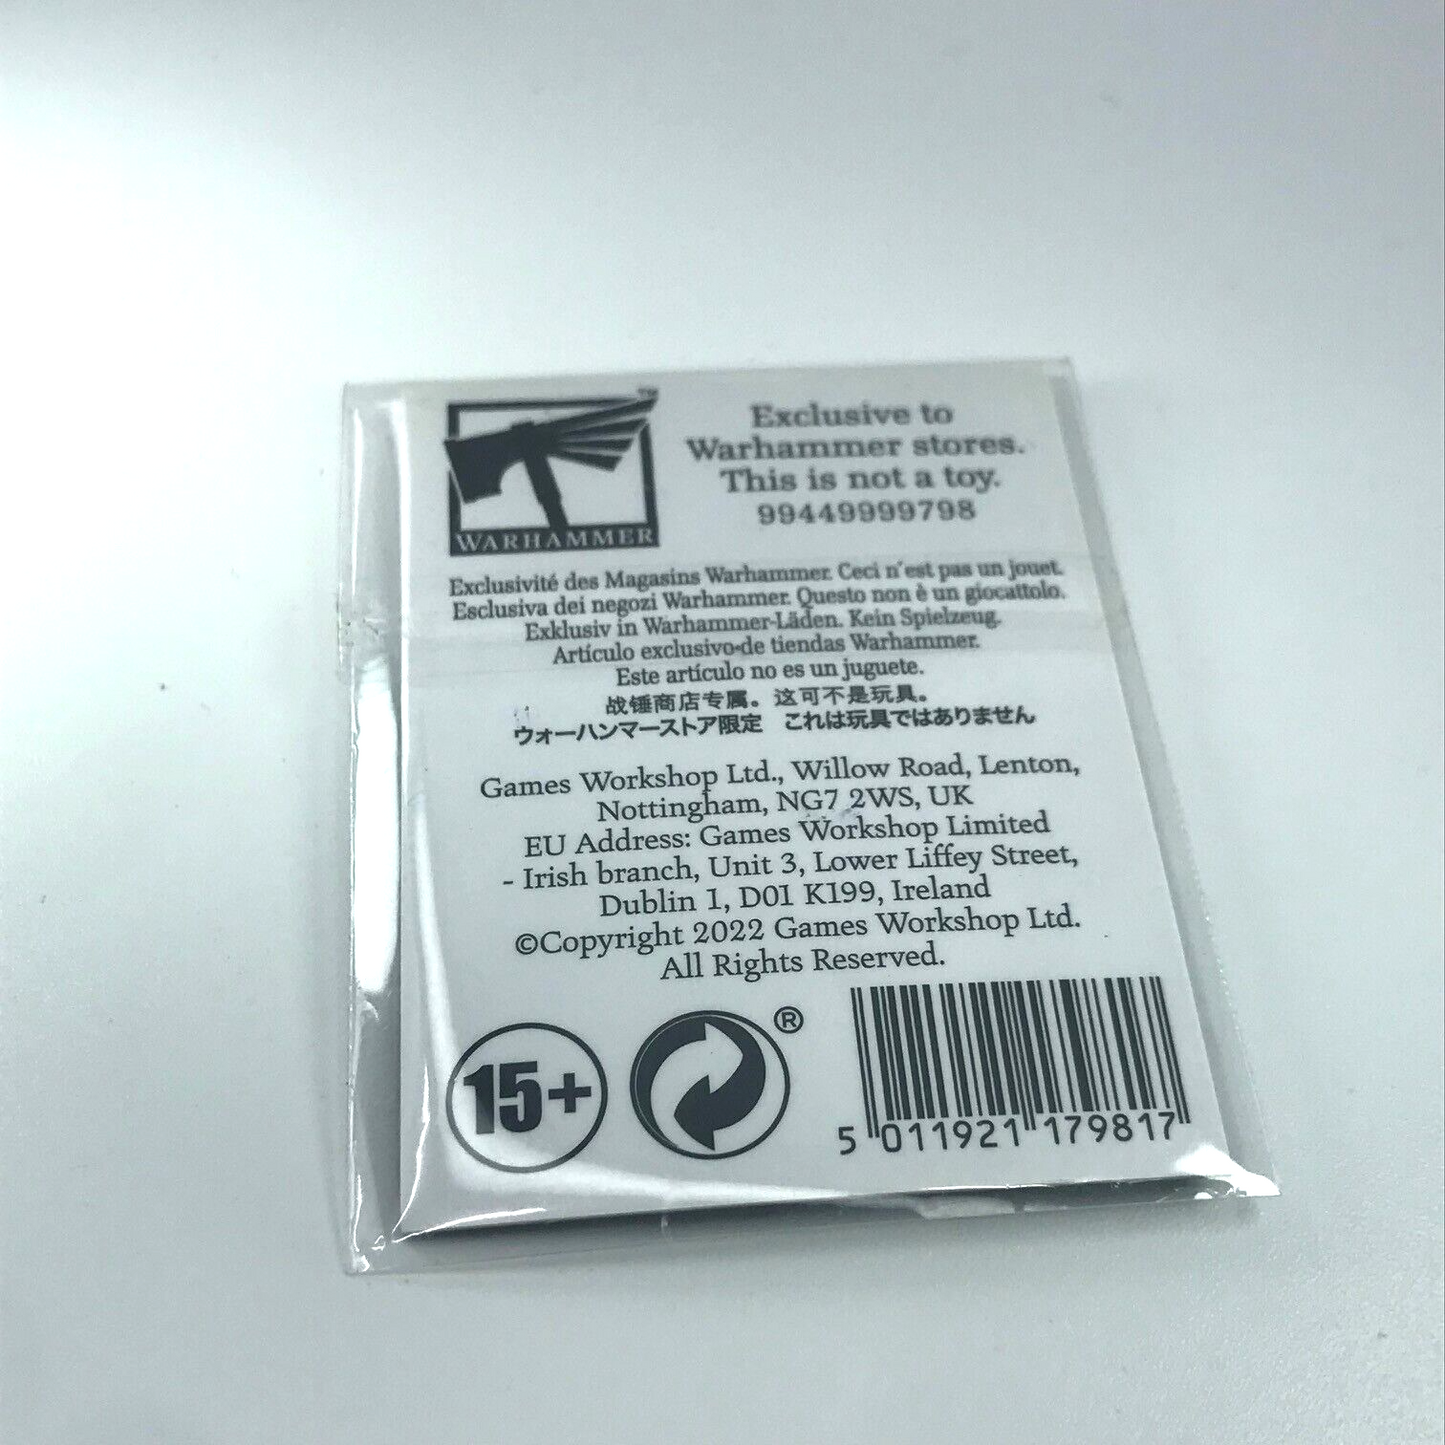 TM
WARHAMMER
Exclusive to
Warhammer stores.
This is not a toy.
99449999798
Exclusivité des Magasins Warhammer. Ceci n'est pas un jouet.
Esclusiva dei negozi Warhammer. Questo non è un giocattolo.
Exklusiv in Warhammer-Läden. Kein Spielzeug.
Artículo exclusivo-de tiendas Warhammer.
Este artículo no es un juguete.
战锤商店专属。这可不是玩具。
ウォーハンマーストア限定 これは玩具ではありません
Games Workshop Ltd., Willow Road, Lenton,
Nottingham, NG7 2WS, UK
EU Address: Games Workshop Limited
- Irish branch, Unit 3, Lower Liffey Street,
Dublin 1, D01 K199, Ireland
©Copyright 2022 Games Workshop Ltd.
All Rights Reserved.
15+
®
5 011921 179817